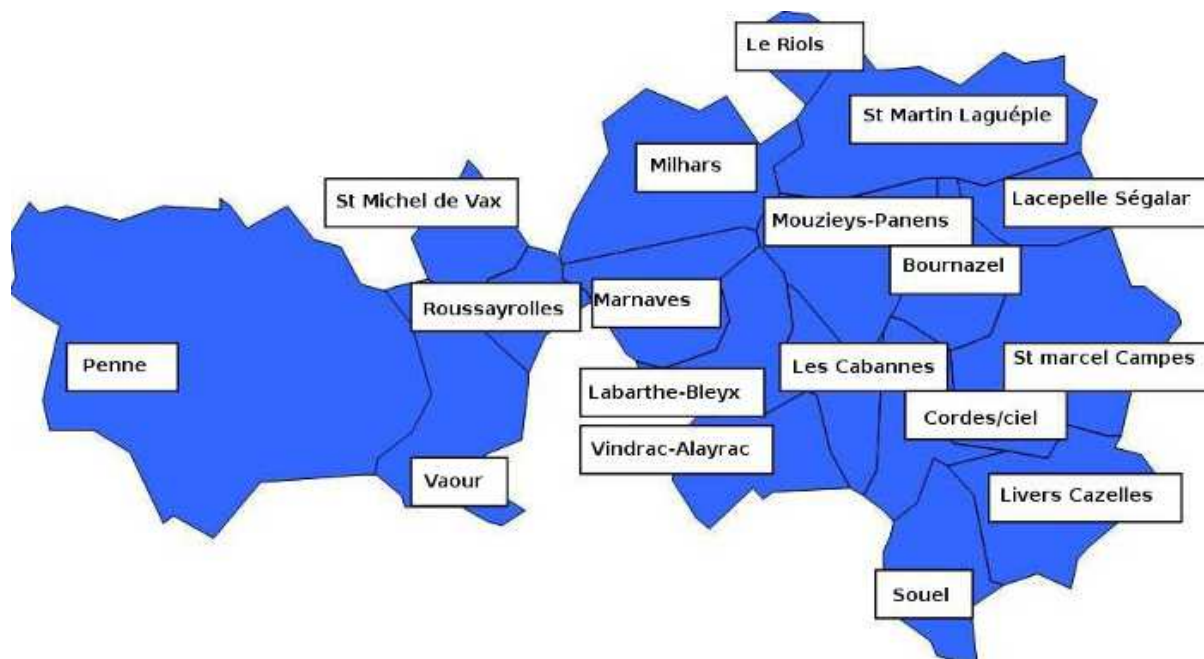 Le Riols
St Martin Laguépie
Milhars
St Michel de Vax
Lacepelle Ségalar
Mouzieys-Panens
Bournazel
Roussayrolles
Marnaves
Penne
Les Cabannes
St marcel Campes
Labarthe-Bleyx
Cordes/ciel
Vindrac-Alayrac
Vaour
Livers Cazelles
Souel